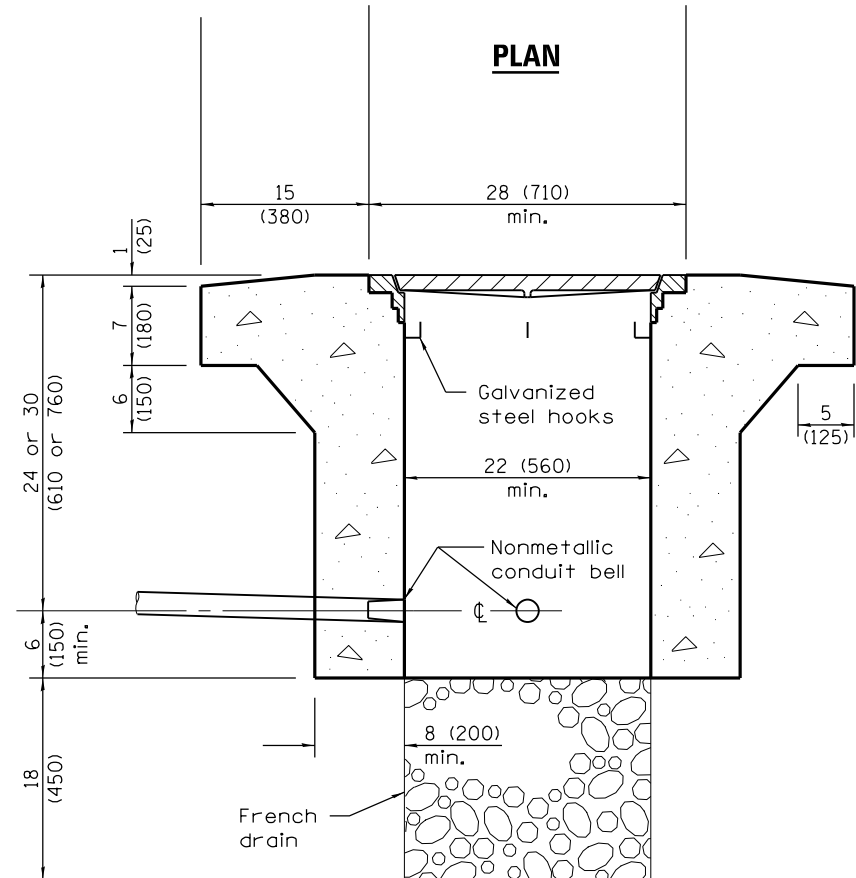 PLAN
15
(380)
28 (710)
min.
1
(25)
7
(180)
6
(150)
24 or 30
(610 or 760)
Galvanized
steel hooks
5
(125)
22 (560)
min.
Nonmetallic
conduit bell
℄
6
(150)
min.
8 (200)
min.
18
(450)
French
drain